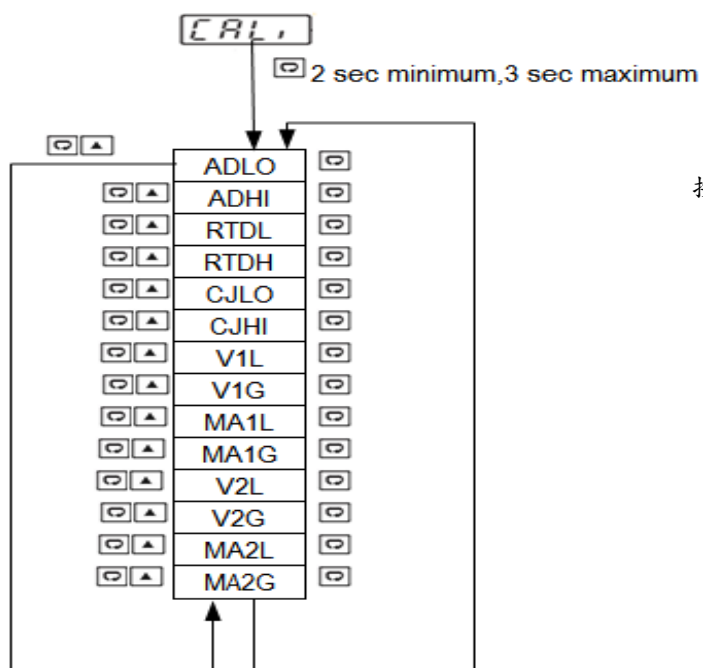 CALi
2 sec minimum,3 sec maximum
ADLO
ADHI
RTDL
RTDH
CJLO
CJHI
V1L
V1G
MA1L
MA1G
V2L
V2G
MA2L
MA2G